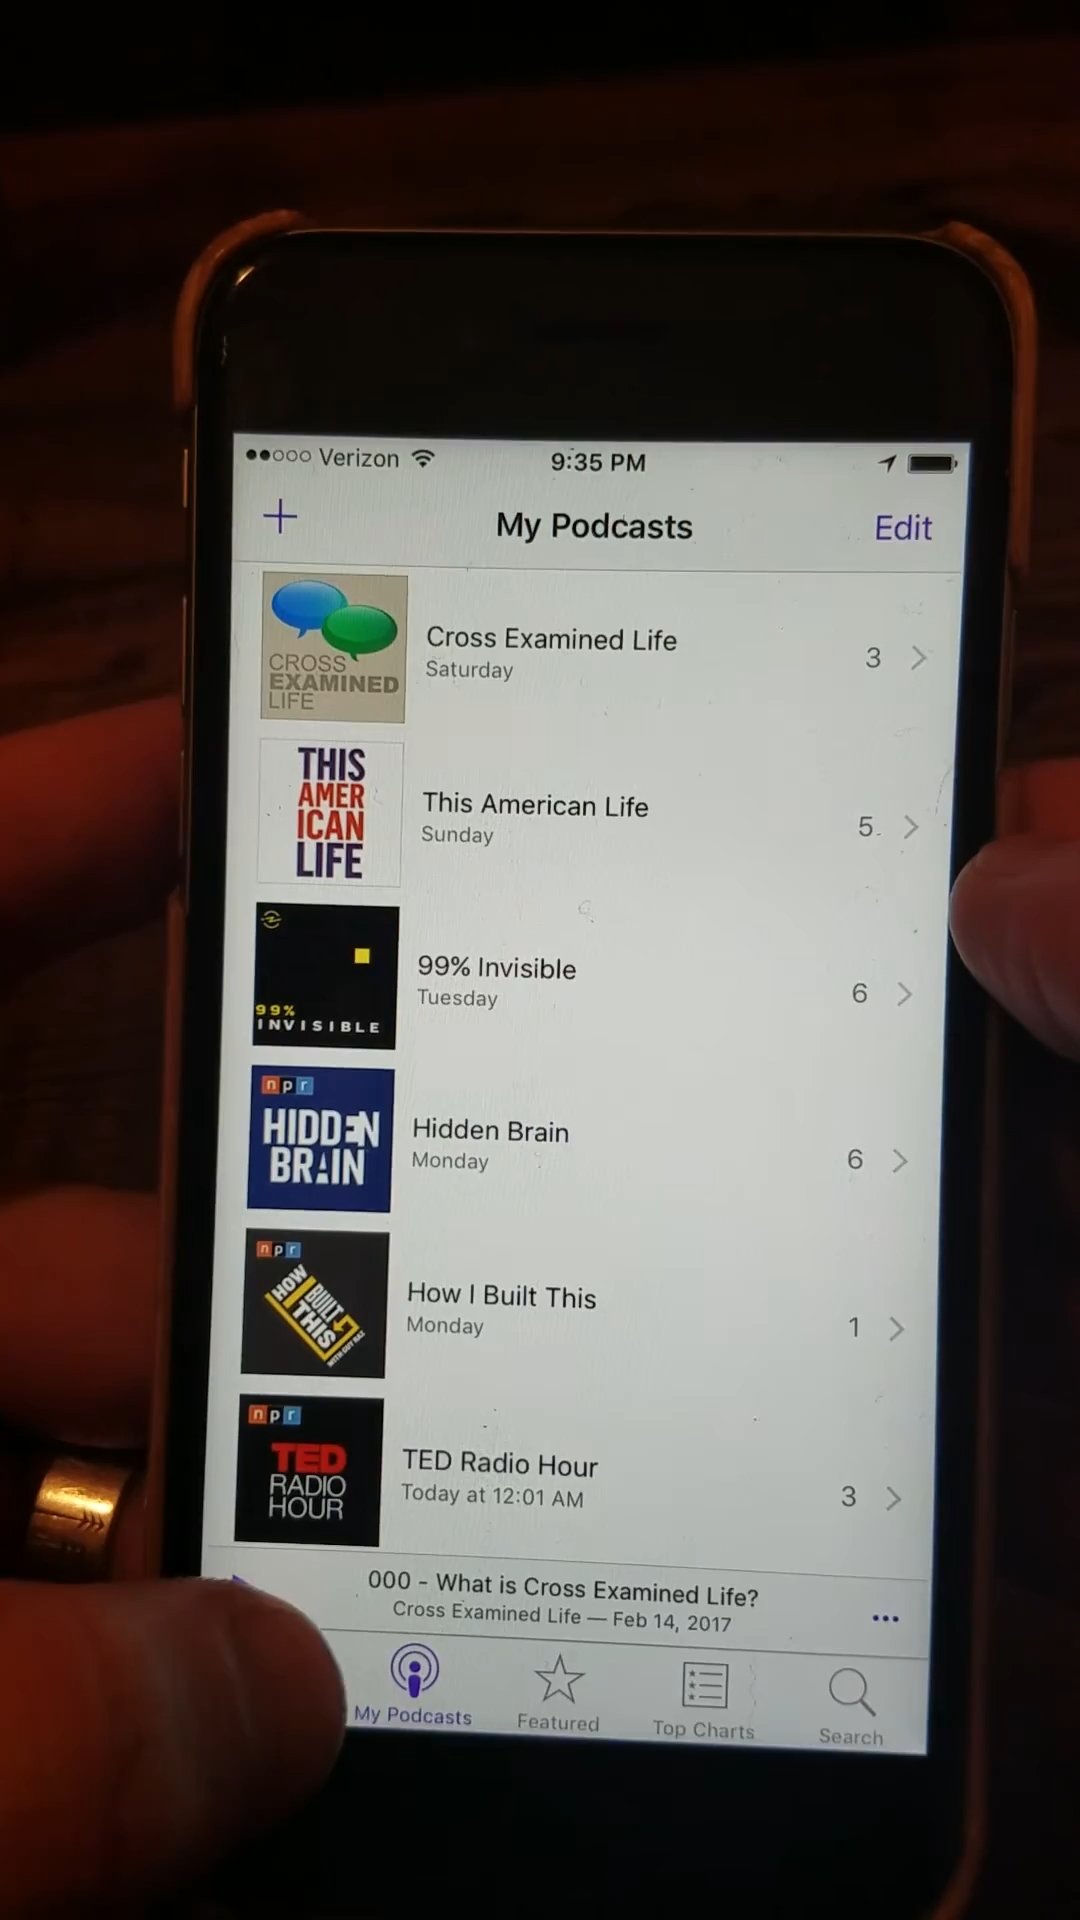 Verizon 9:35 PM
My Podcasts Edit
CROSS
EXAMINED
LIFE
Cross Examined Life
Saturday
3
THIS
AMER
ICAN
LIFE
This American Life
Sunday
5
99%
INVISIBLE
99% Invisible
Tuesday
6
npr
HIDDEN
BRAIN
Hidden Brain
Monday
6
npr
HOW
BUILT
THIS
WITH GUY RAZ
How I Built This
Monday
1
npr
TED
RADIO
HOUR
TED Radio Hour
Today at 12:01 AM
3
000 - What is Cross Examined Life?
Cross Examined Life — Feb 14, 2017
My Podcasts Featured Top Charts Search